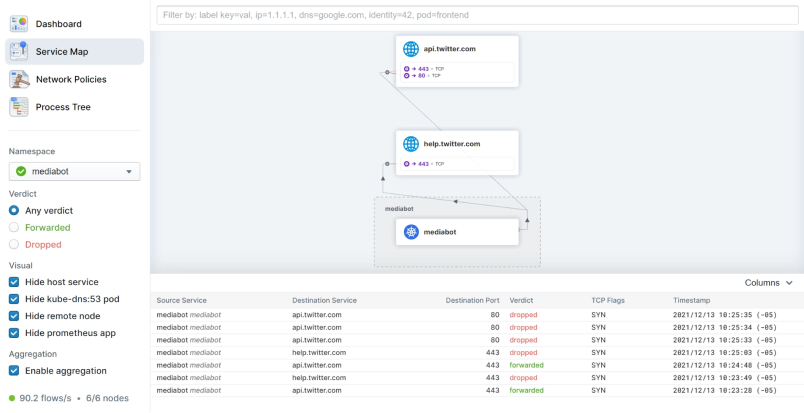 Filter by: label key=val, ip=1.1.1.1, dns=google.com, identity=42, pod=frontend
Dashboard
Service Map
Network Policies
Process Tree
Namespace
mediabot
Verdict
Any verdict
Forwarded
Dropped
Visual
Hide host service
Hide kube-dns:53 pod
Hide remote node
Hide prometheus app
Aggregation
Enable aggregation
90.2 flows/s • 6/6 nodes
api.twitter.com
→ 443 • TCP
→ 80 • TCP
help.twitter.com
→ 443 • TCP
mediabot
mediabot
Columns
Source Service Destination Service Destination Port Verdict TCP Flags Timestamp
mediabot mediabot api.twitter.com 80 dropped SYN 2021/12/13 10:25:35 (-05)
mediabot mediabot api.twitter.com 80 dropped SYN 2021/12/13 10:25:34 (-05)
mediabot mediabot api.twitter.com 80 dropped SYN 2021/12/13 10:25:33 (-05)
mediabot mediabot help.twitter.com 443 dropped SYN 2021/12/13 10:25:03 (-05)
mediabot mediabot api.twitter.com 443 forwarded SYN 2021/12/13 10:24:48 (-05)
mediabot mediabot help.twitter.com 443 dropped SYN 2021/12/13 10:23:49 (-05)
mediabot mediabot api.twitter.com 443 forwarded SYN 2021/12/13 10:23:28 (-05)